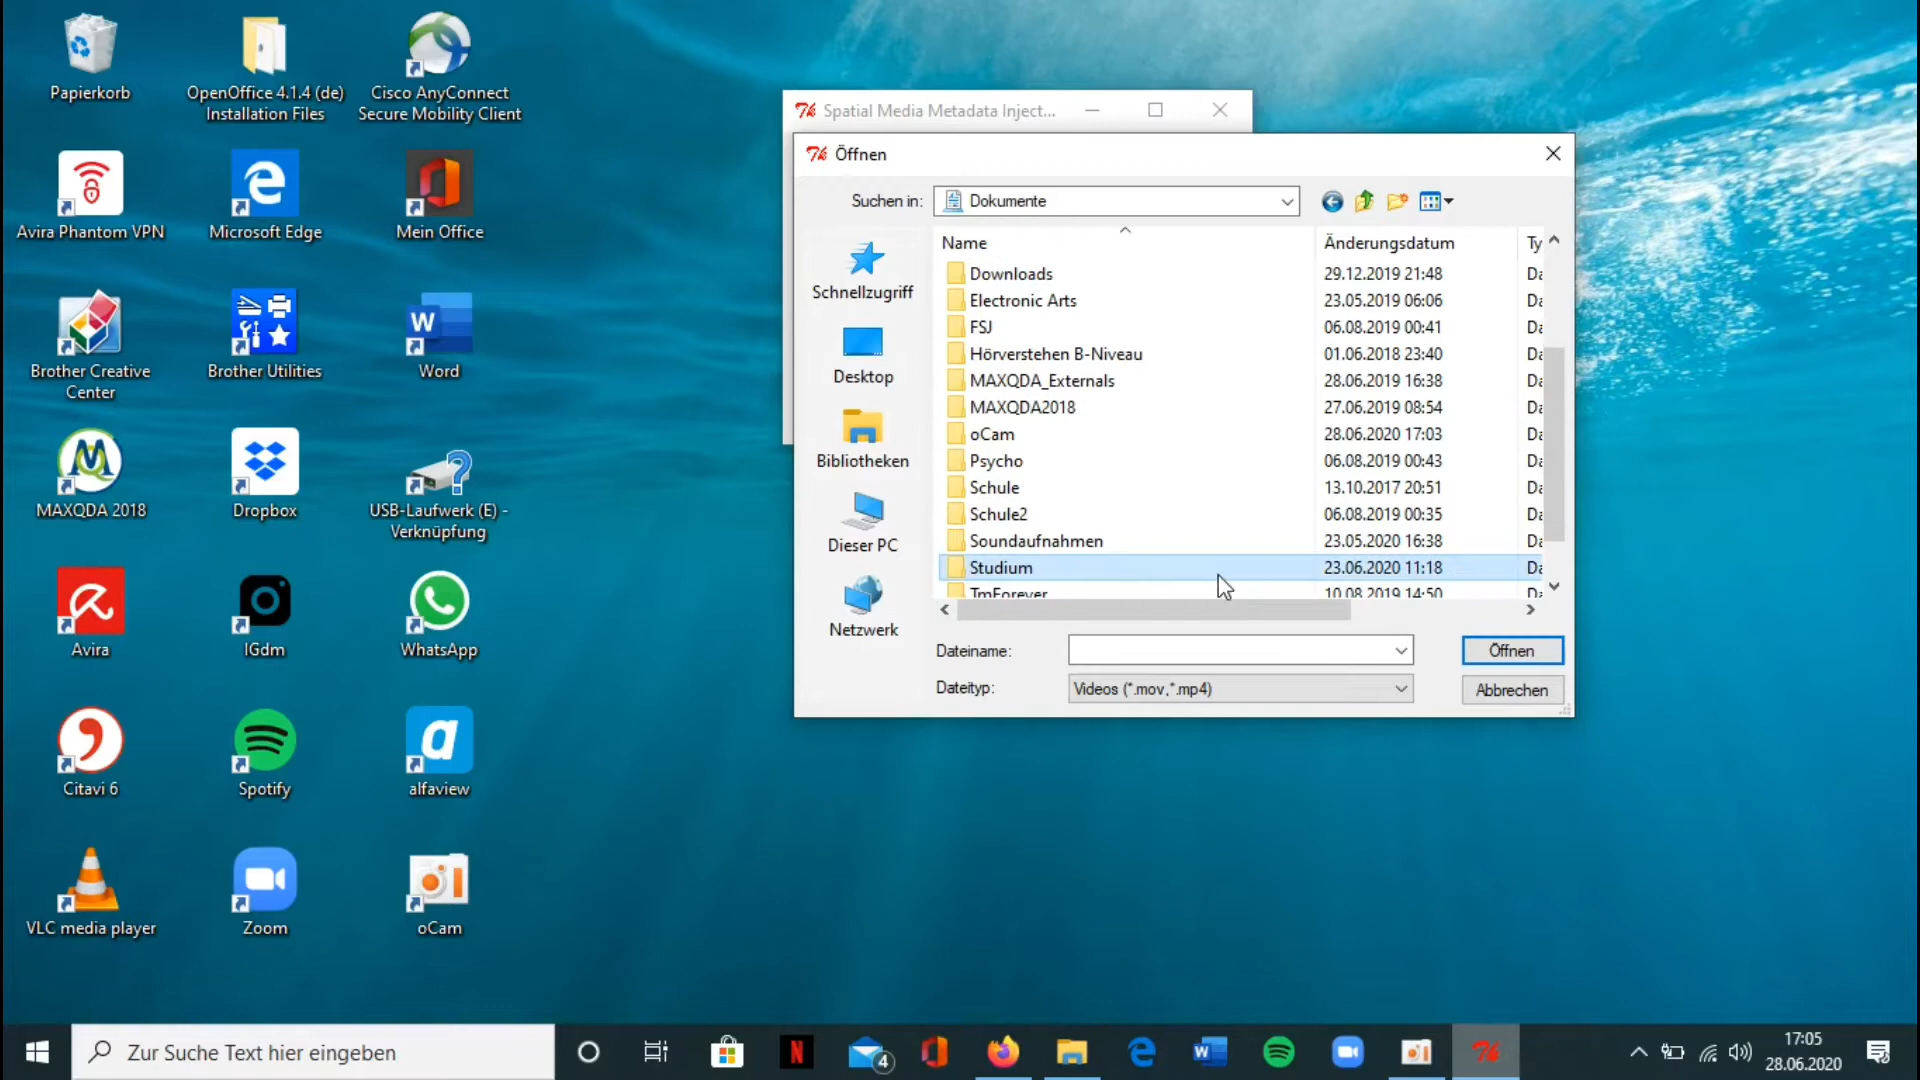 Papierkorb
OpenOffice 4.1.4 (de)
Installation Files
Cisco AnyConnect
Secure Mobility Client
Avira Phantom VPN
Microsoft Edge
Mein Office
Brother Creative
Center
Brother Utilities
Word
MAXQDA 2018
Dropbox
USB-Laufwerk (E) -
Verknüpfung
Avira
IGdm
WhatsApp
Citavi 6
Spotify
alfaview
VLC media player
Zoom
oCam
Spatial Media Metadata Inject...
Öffnen
Suchen in:
Dokumente
Schnellzugriff
Desktop
Bibliotheken
Dieser PC
Netzwerk
Name Änderungsdatum Ty
Downloads 29.12.2019 21:48 Da
Electronic Arts 23.05.2019 06:06 Da
FSJ 06.08.2019 00:41 Da
Hörverstehen B-Niveau 01.06.2018 23:40 Da
MAXQDA_Externals 28.06.2019 16:38 Da
MAXQDA2018 27.06.2019 08:54 Da
oCam 28.06.2020 17:03 Da
Psycho 06.08.2019 00:43 Da
Schule 13.10.2017 20:51 Da
Schule2 06.08.2019 00:35 Da
Soundaufnahmen 23.05.2020 16:38 Da
Studium 23.06.2020 11:18 Da
TmForever 10.08.2019 14:50 Da
Dateiname:
Öffnen
Dateityp:
Videos (*.mov,*.mp4)
Abbrechen
Zur Suche Text hier eingeben
4
17:05
28.06.2020